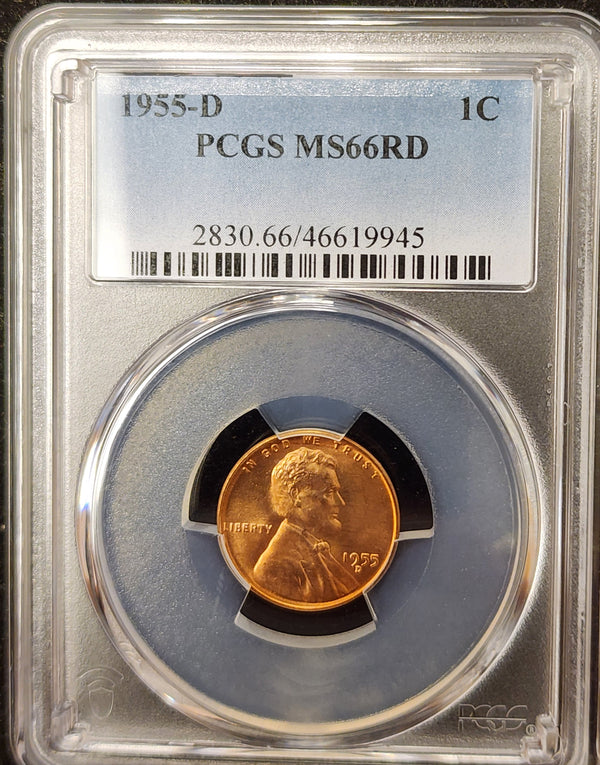 1955-D 1C
PCGS MS66RD
2830.66/46619945
IN GOD WE TRUST
LIBERTY
1955
D
PCGS